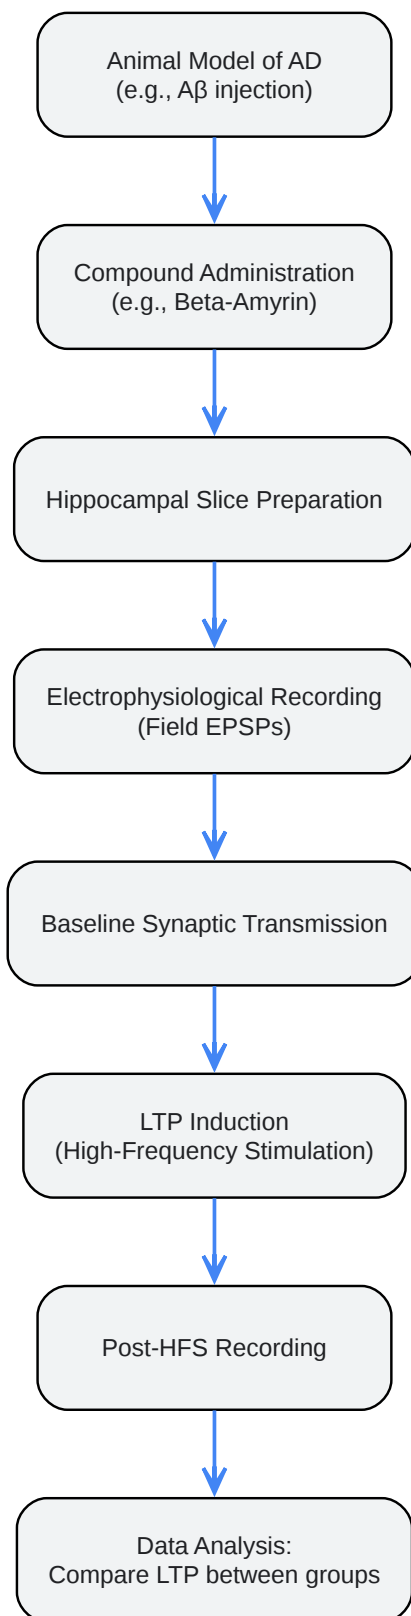 Animal Model of AD
(e.g., Aβ injection)
Compound Administration
(e.g., Beta-Amyrin)
Hippocampal Slice Preparation
Electrophysiological Recording
(Field EPSPs)
Baseline Synaptic Transmission
LTP Induction
(High-Frequency Stimulation)
Post-HFS Recording
Data Analysis:
Compare LTP between groups